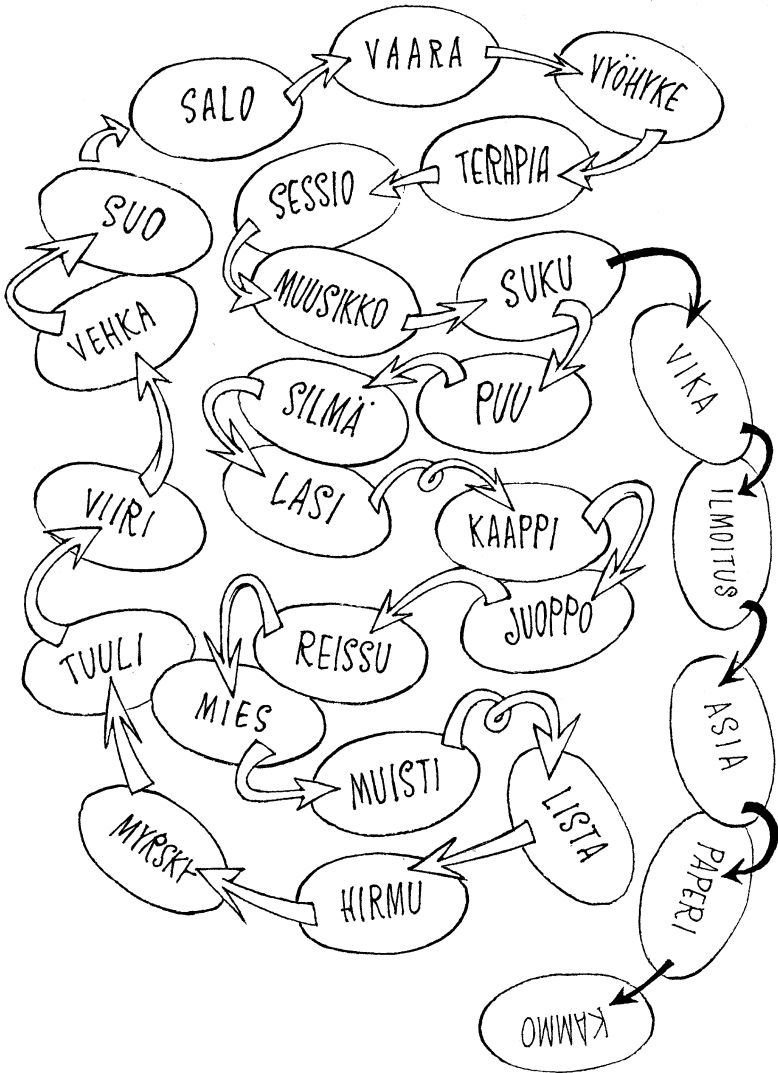 VAARA
VYÖHYKE
SALO
TERAPIA
SESSIO
SUO
MUUSIKKO
SUKU
VEHKA
VIKA
SILMÄ
PUU
LASI
VIIRI
KAAPPI
ILMOITUS
JUOPPO
REISSU
TUULI
MIES
ASIA
MUISTI
LISTA
MYRSKI
HIRMU
PAPERI
KAMMO